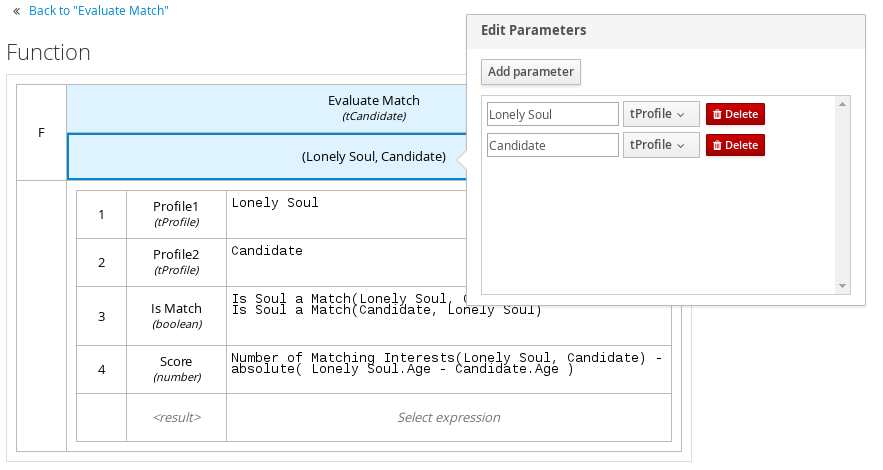 « Back to "Evaluate Match"
Function
F
Evaluate Match
(tCandidate)
(Lonely Soul, Candidate)
1
Profile1
(tProfile)
Lonely Soul
2
Profile2
(tProfile)
Candidate
3
Is Match
(boolean)
Is Soul a Match(Lonely Soul,
Is Soul a Match(Candidate, Lonely Soul)
4
Score
(number)
Number of Matching Interests(Lonely Soul, Candidate) -
absolute( Lonely Soul.Age - Candidate.Age )
<result>
Select expression
Edit Parameters
Add parameter
Lonely Soul tProfile Delete
Candidate tProfile Delete